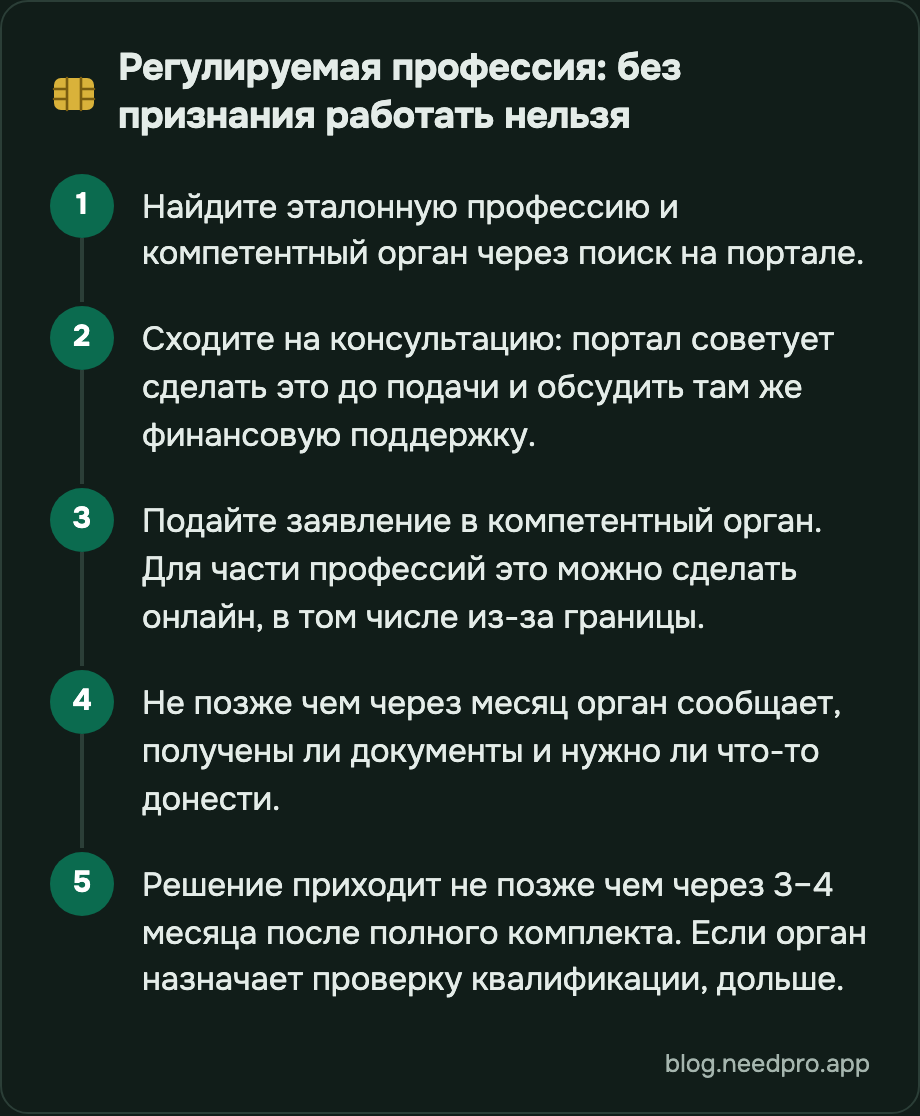 Регулируемая профессия: без
признания работать нельзя
1
Найдите эталонную профессию и
компетентный орган через поиск на портале.
2
Сходите на консультацию: портал советует
сделать это до подачи и обсудить там же
финансовую поддержку.
3
Подайте заявление в компетентный орган.
Для части профессий это можно сделать
онлайн, в том числе из-за границы.
4
Не позже чем через месяц орган сообщает,
получены ли документы и нужно ли что-то
донести.
5
Решение приходит не позже чем через 3–4
месяца после полного комплекта. Если орган
назначает проверку квалификации, дольше.
blog.needpro.app